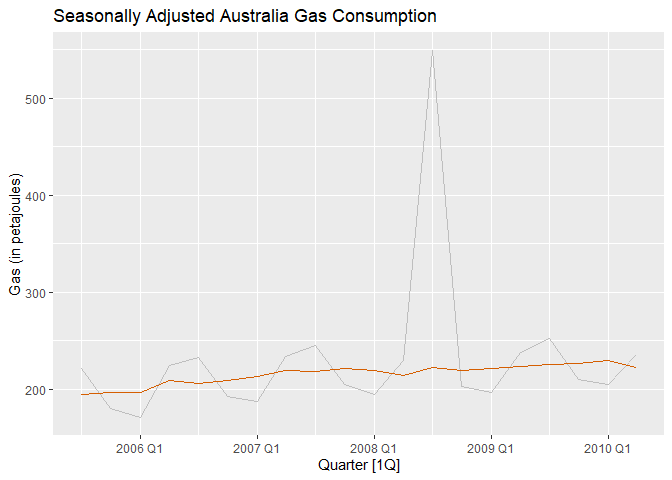 Seasonally Adjusted Australia Gas Consumption
Gas (in petajoules)
500
400
300
200
2006 Q1
2007 Q1
2008 Q1
2009 Q1
2010 Q1
Quarter [1Q]